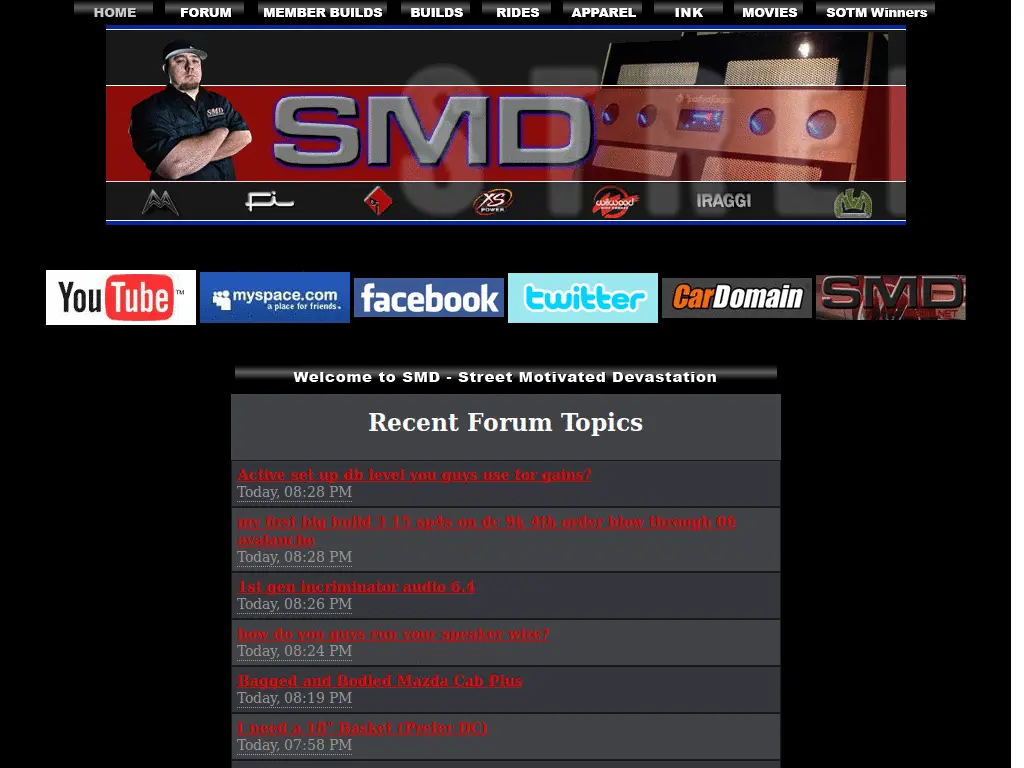 HOME FORUM MEMBER BUILDS BUILDS RIDES APPAREL INK MOVIES SOTM Winners
SMD
STRE
SMD
Fi
XS POWER
wilwood
IRAGGI
YouTube™
myspace.com
a place for friends.
facebook
twitter
CarDomain
SMD
Welcome to SMD - Street Motivated Devastation
Recent Forum Topics
Active set up db level you guys use for gains?
Today, 08:28 PM
my first big build 3 15 sp4s on dc 9k 4th order blow through 06
avalanche
Today, 08:28 PM
1st gen incriminator audio 6.4
Today, 08:26 PM
how do you guys run your speaker wire?
Today, 08:24 PM
Bagged and Bodied Mazda Cab Plus
Today, 08:19 PM
I need a 18" Basket (Prefer DC)
Today, 07:58 PM